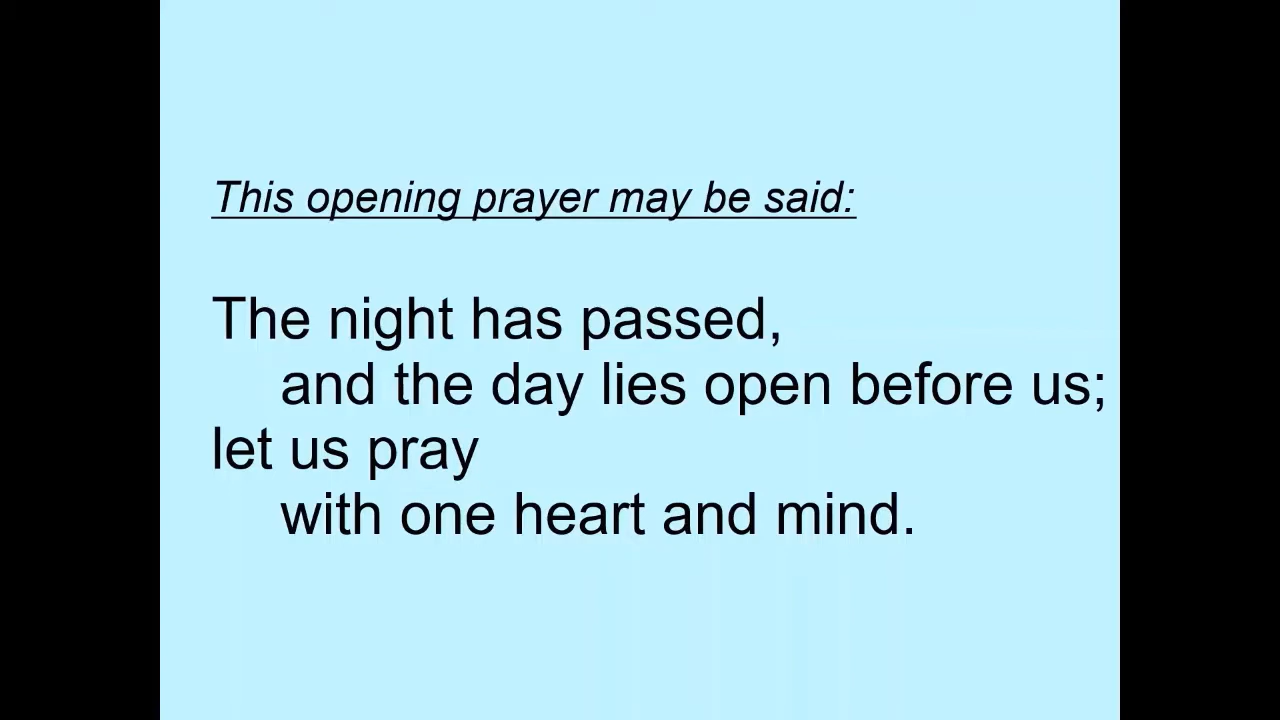 This opening prayer may be said:
The night has passed,
and the day lies open before us;
let us pray
with one heart and mind.